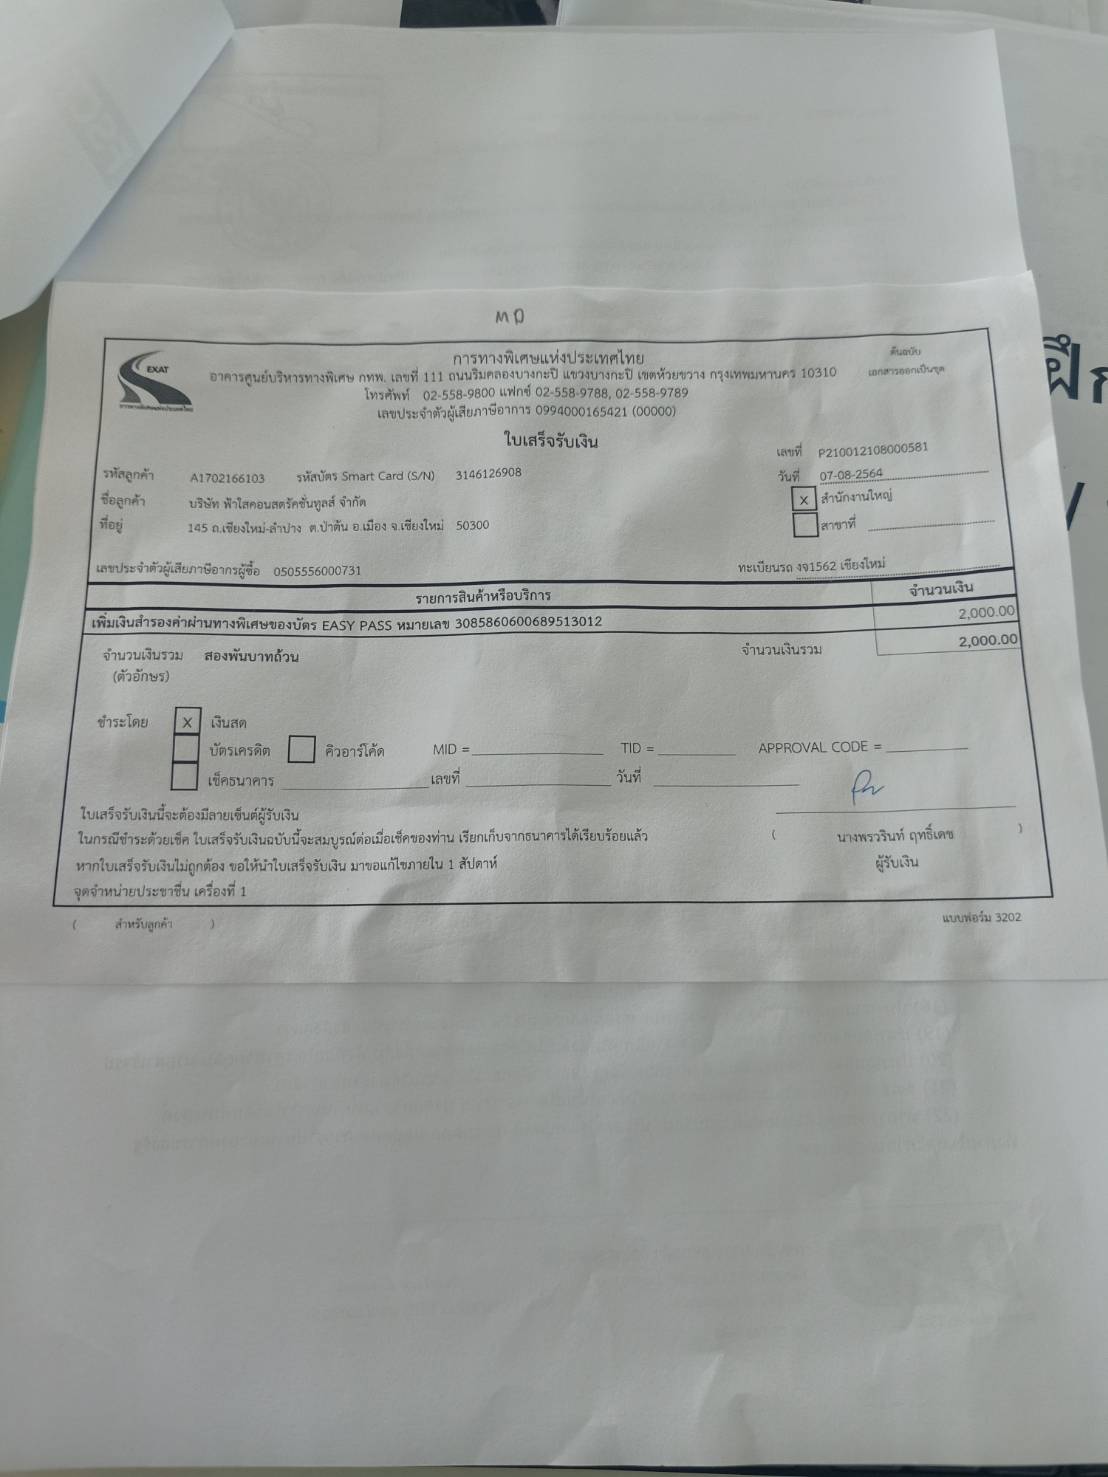 MD
EXAT
การทางพิเศษแห่งประเทศไทย
ต้นฉบับ
อาคารศูนย์บริหารทางพิเศษ กทพ. เลขที่ 111 ถนนริมคลองบางกะปิ แขวงบางกะปิ เขตห้วยขวาง กรุงเทพมหานคร 10310
เอกสารออกเป็นชุด
โทรศัพท์ 02-558-9800 แฟกซ์ 02-558-9788, 02-558-9789
เลขประจำตัวผู้เสียภาษีอากร 0994000165421 (00000)
ใบเสร็จรับเงิน
เลขที่ P210012108000581
รหัสลูกค้า A1702166103 รหัสบัตร Smart Card (S/N) 3146126908
วันที่ 07-08-2564
ชื่อลูกค้า บริษัท ฟ้าใสคอนสตรัคชั่นทูลส์ จำกัด
X สำนักงานใหญ่
ที่อยู่ 145 ถ.เชียงใหม่-ลำปาง ต.ป่าตัน อ.เมือง จ.เชียงใหม่ 50300
สาขาที่
เลขประจำตัวผู้เสียภาษีอากรผู้ซื้อ 0505556000731
ทะเบียนรถ งจ1562 เชียงใหม่
รายการสินค้าหรือบริการ จำนวนเงิน
เพิ่มเงินสำรองค่าผ่านทางพิเศษของบัตร EASY PASS หมายเลข 3085860600689513012 2,000.00
จำนวนเงินรวม สองพันบาทถ้วน จำนวนเงินรวม 2,000.00
(ตัวอักษร)
ชำระโดย X เงินสด
บัตรเครดิต คิวอาร์โค้ด MID = TID = APPROVAL CODE =
เช็คธนาคาร เลขที่ วันที่
ใบเสร็จรับเงินนี้จะต้องมีลายเซ็นต์ผู้รับเงิน
ในกรณีชำระด้วยเช็ค ใบเสร็จรับเงินฉบับนี้จะสมบูรณ์ต่อเมื่อเช็คของท่าน เรียกเก็บจากธนาคารได้เรียบร้อยแล้ว
( นางพรวรินท์ ฤทธิ์เดช )
หากใบเสร็จรับเงินไม่ถูกต้อง ขอให้นำใบเสร็จรับเงิน มาขอแก้ไขภายใน 1 สัปดาห์
ผู้รับเงิน
จุดจำหน่ายประชาชื่น เครื่องที่ 1
( สำหรับลูกค้า )
แบบฟอร์ม 3202